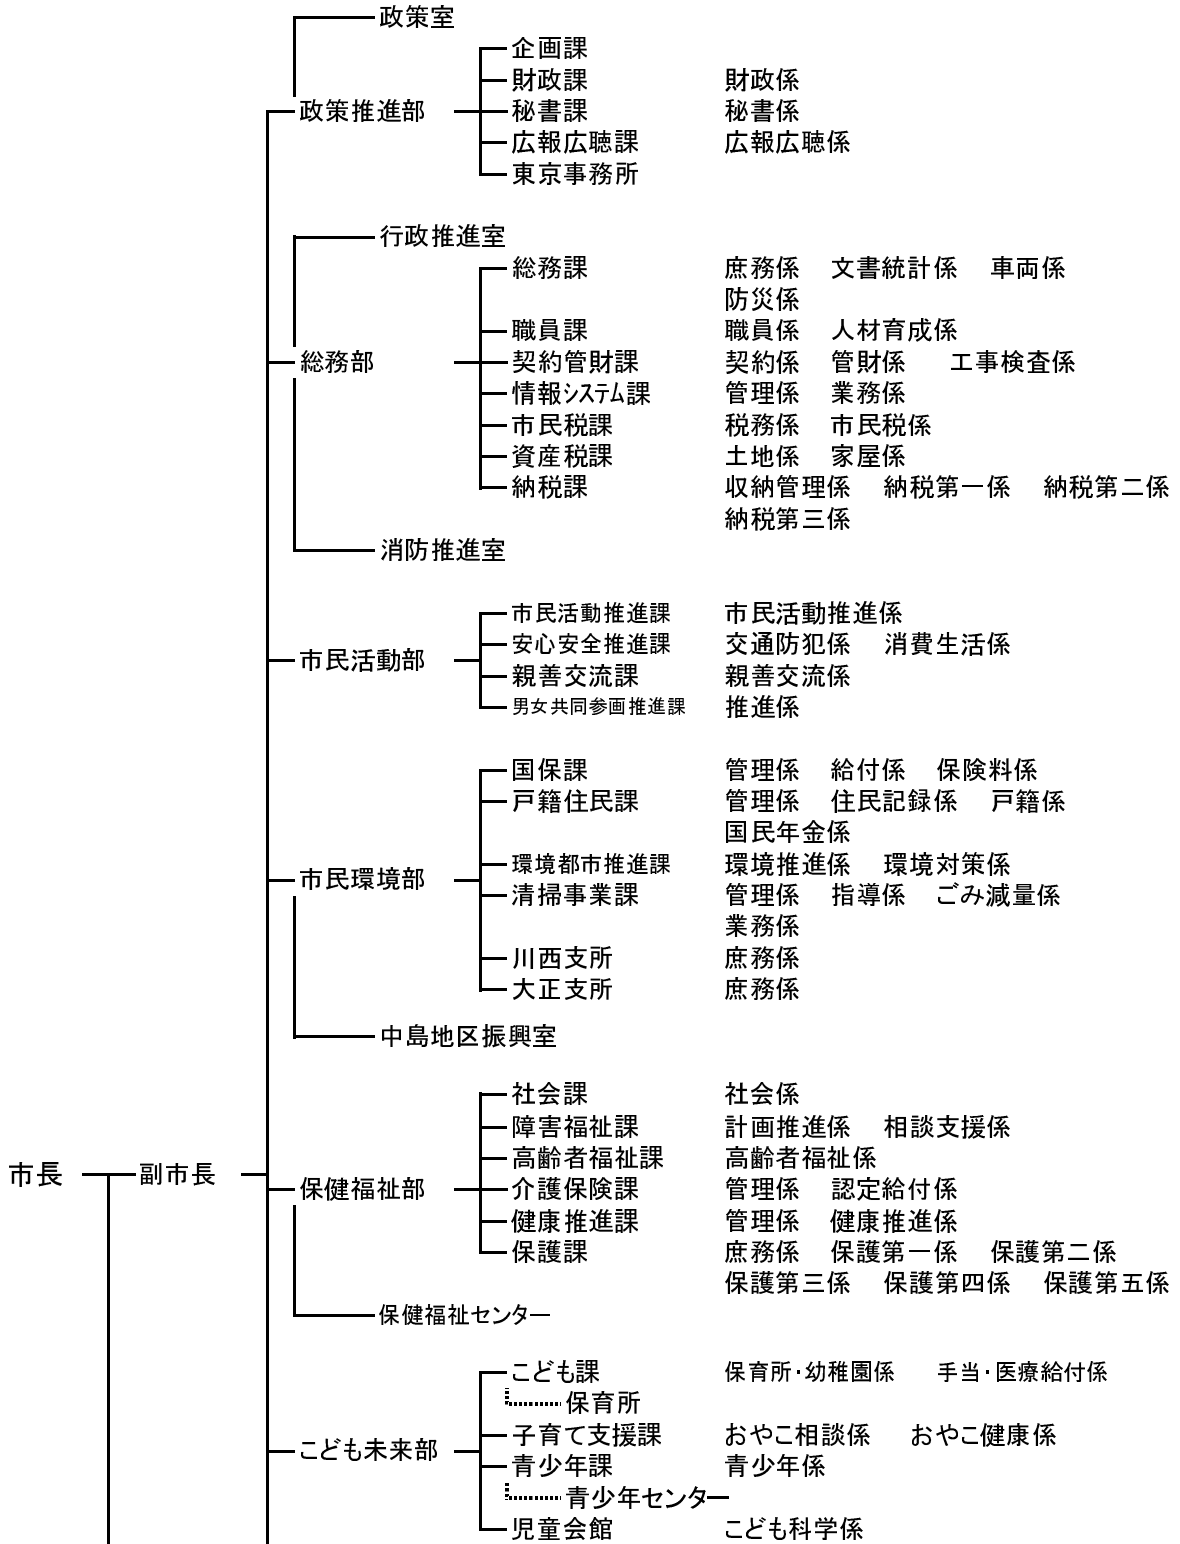 政策室
企画課
財政課 財政係
政策推進部 秘書課 秘書係
広報広聴課 広報広聴係
東京事務所
行政推進室
総務課 庶務係 文書統計係 車両係
防災係
職員課 職員係 人材育成係
総務部 契約管財課 契約係 管財係 工事検査係
情報ｼｽﾃﾑ課 管理係 業務係
市民税課 税務係 市民税係
資産税課 土地係 家屋係
納税課 収納管理係 納税第一係 納税第二係
納税第三係
消防推進室
市民活動推進課 市民活動推進係
安心安全推進課 交通防犯係 消費生活係
市民活動部
親善交流課 親善交流係
男女共同参画推進課 推進係
国保課 管理係 給付係 保険料係
戸籍住民課 管理係 住民記録係 戸籍係
国民年金係
環境都市推進課 環境推進係 環境対策係
市民環境部
清掃事業課 管理係 指導係 ごみ減量係
業務係
川西支所 庶務係
大正支所 庶務係
中島地区振興室
社会課 社会係
障害福祉課 計画推進係 相談支援係
高齢者福祉課 高齢者福祉係
市長 副市長
保健福祉部 介護保険課 管理係 認定給付係
健康推進課 管理係 健康推進係
保護課 庶務係 保護第一係 保護第二係
保護第三係 保護第四係 保護第五係
保健福祉センター
こども課 保育所･幼稚園係 手当･医療給付係
保育所
子育て支援課 おやこ相談係 おやこ健康係
こども未来部
青少年課 青少年係
青少年センター
児童会館 こども科学係